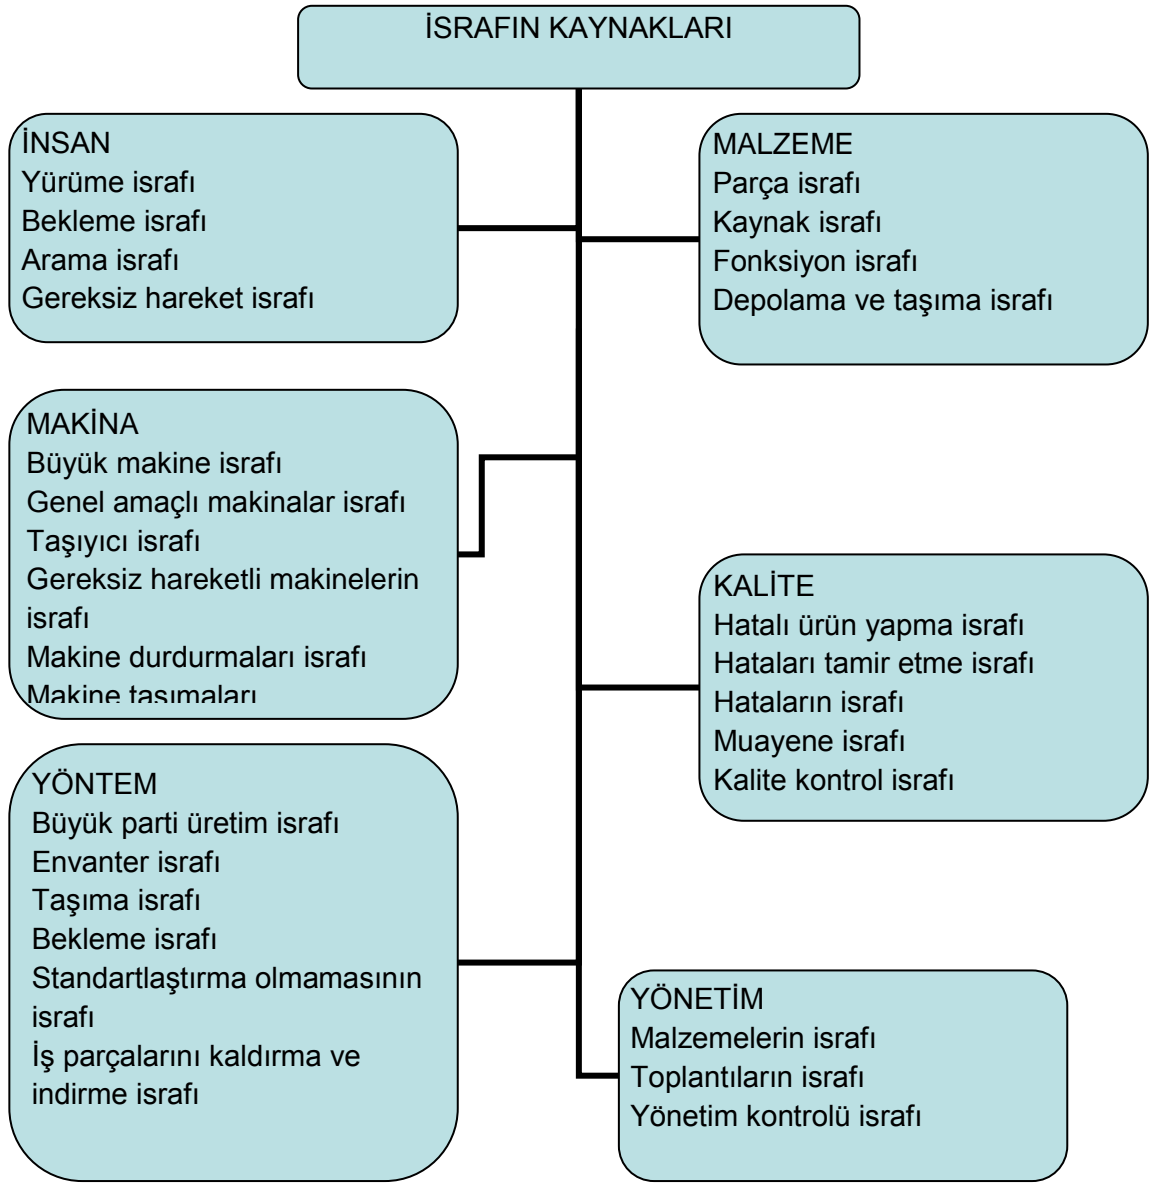 İSRAFIN KAYNAKLARI
İNSAN
Yürüme israfı
Bekleme israfı
Arama israfı
Gereksiz hareket israfı
MALZEME
Parça israfı
Kaynak israfı
Fonksiyon israfı
Depolama ve taşıma israfı
MAKİNA
Büyük makine israfı
Genel amaçlı makinalar israfı
Taşıyıcı israfı
Gereksiz hareketli makinelerin
israfı
Makine durdurmaları israfı
Makine taşımaları
KALİTE
Hatalı ürün yapma israfı
Hataları tamir etme israfı
Hataların israfı
Muayene israfı
Kalite kontrol israfı
YÖNTEM
Büyük parti üretim israfı
Envanter israfı
Taşıma israfı
Bekleme israfı
Standartlaştırma olmamasının
israfı
İş parçalarını kaldırma ve
indirme israfı
YÖNETİM
Malzemelerin israfı
Toplantıların israfı
Yönetim kontrolü israfı